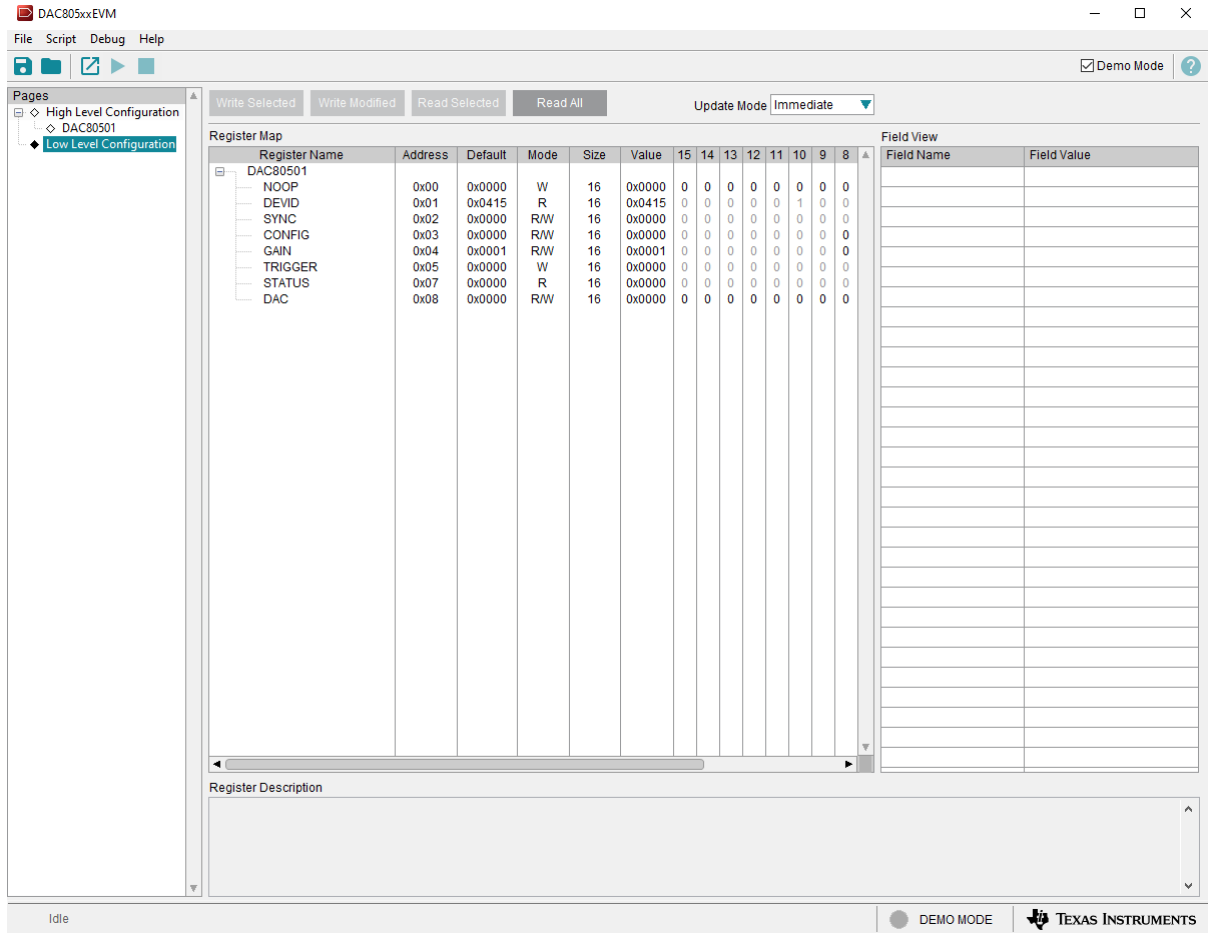 DAC805xxEVM
File Script Debug Help
Demo Mode ?
Pages
High Level Configuration
DAC80501
Low Level Configuration
Write Selected Write Modified Read Selected Read All Update Mode Immediate
Register Map
Register Name Address Default Mode Size Value 15 14 13 12 11 10 9 8
DAC80501
NOOP 0x00 0x0000 W 16 0x0000 0 0 0 0 0 0 0 0
DEVID 0x01 0x0415 R 16 0x0415 0 0 0 0 0 1 0 0
SYNC 0x02 0x0000 R/W 16 0x0000 0 0 0 0 0 0 0 0
CONFIG 0x03 0x0000 R/W 16 0x0000 0 0 0 0 0 0 0 0
GAIN 0x04 0x0001 R/W 16 0x0001 0 0 0 0 0 0 0 0
TRIGGER 0x05 0x0000 W 16 0x0000 0 0 0 0 0 0 0 0
STATUS 0x07 0x0000 R 16 0x0000 0 0 0 0 0 0 0 0
DAC 0x08 0x0000 R/W 16 0x0000 0 0 0 0 0 0 0 0
Field View
Field Name Field Value
Register Description
Idle DEMO MODE TEXAS INSTRUMENTS